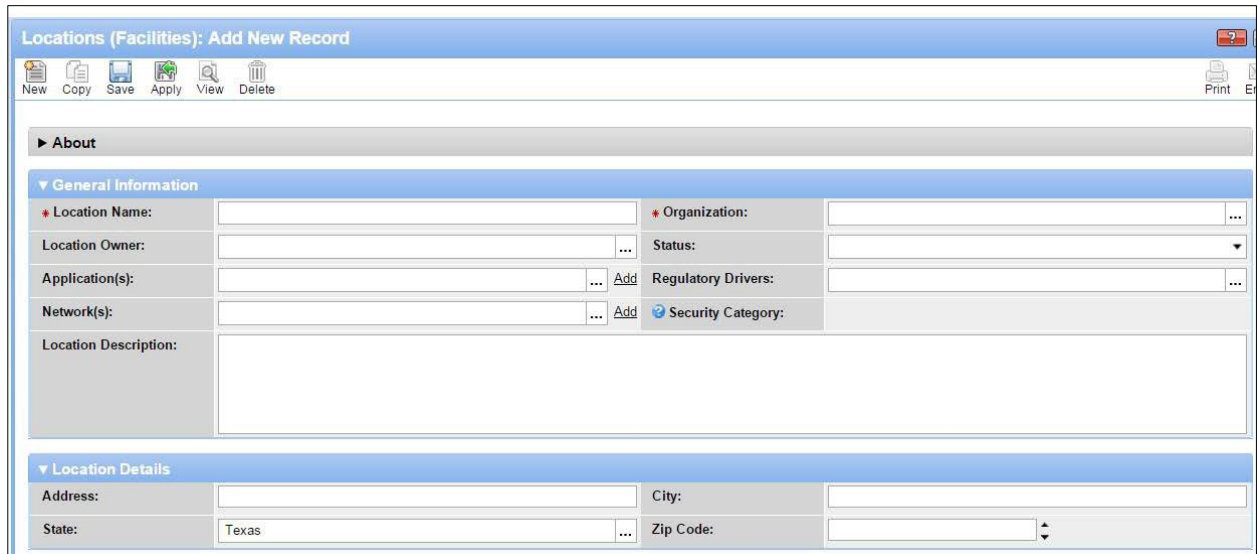 Locations (Facilities): Add New Record
?
New Copy Save Apply View Delete Print
▶ About
▼ General Information
* Location Name: * Organization: ...
Location Owner: ... Status:
Application(s): ... Add Regulatory Drivers: ...
Network(s): ... Add ? Security Category:
Location Description:
▼ Location Details
Address: City:
State: Texas ... Zip Code: